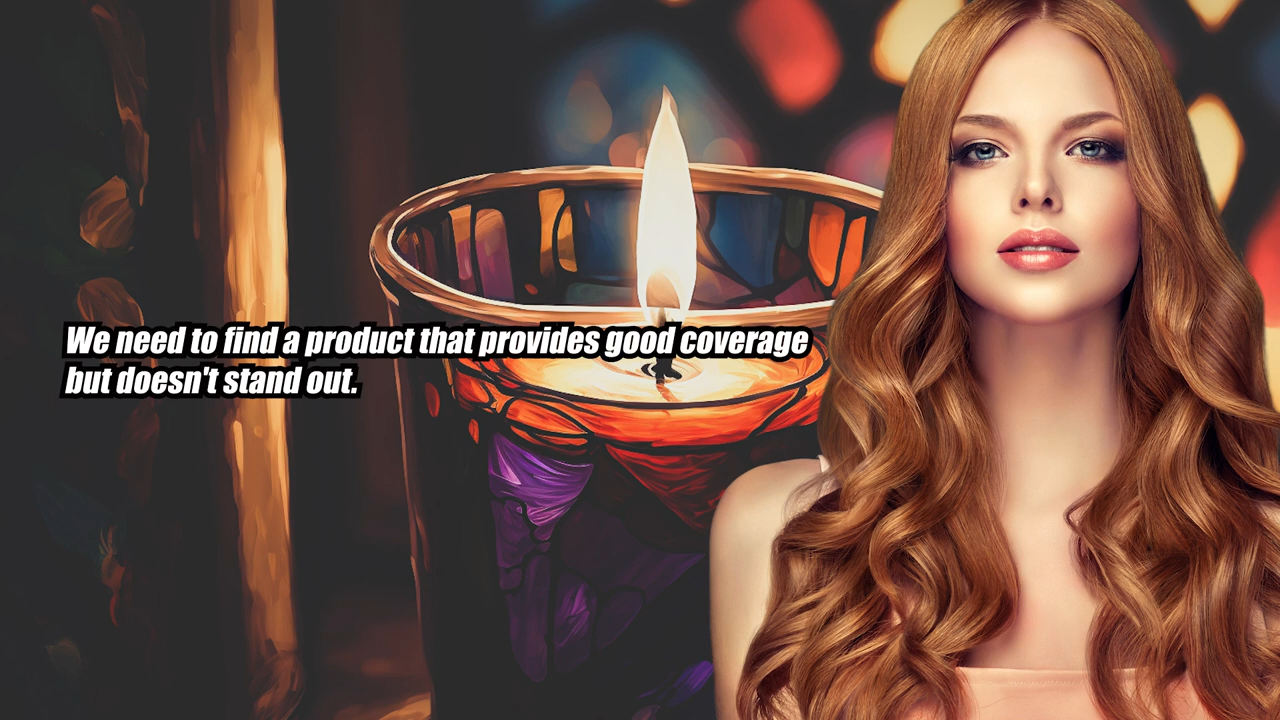 We need to find a product that provides good coverage
but doesn't stand out.